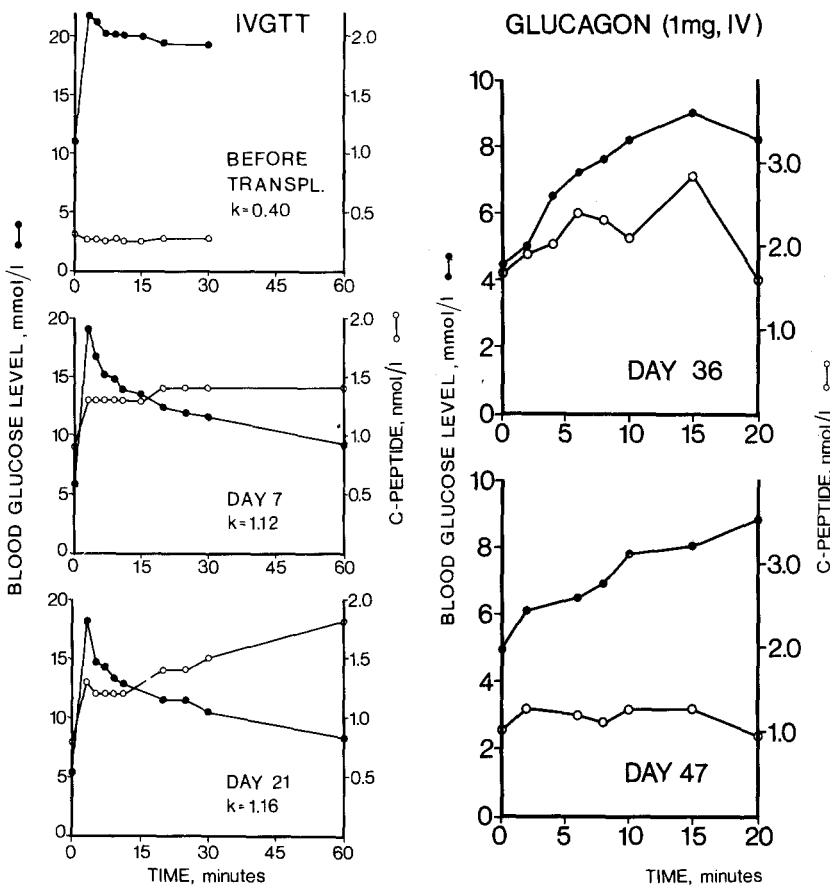 IVGTT
20
15
10
5
0
2.0
1.5
1.0
0.5
BEFORE
TRANSPL.
k=0.40
0 15 30 45 60
20
15
10
5
0
2.0
1.5
1.0
0.5
DAY 7
k=1.12
0 15 30 45 60
20
15
10
5
0
2.0
1.5
1.0
0.5
DAY 21
k=1.16
0 15 30 45 60
TIME, minutes
BLOOD GLUCOSE LEVEL, mmol/l
C-PEPTIDE, nmol/l
GLUCAGON (1mg, IV)
10
8
6
4
2
0
3.0
2.0
1.0
DAY 36
0 5 10 15 20
10
8
6
4
2
0
3.0
2.0
1.0
DAY 47
0 5 10 15 20
TIME, minutes
BLOOD GLUCOSE LEVEL, mmol/l
BLOOD GLUCOSE LEVEL, mmol/l
C-PEPTIDE, nmol/l